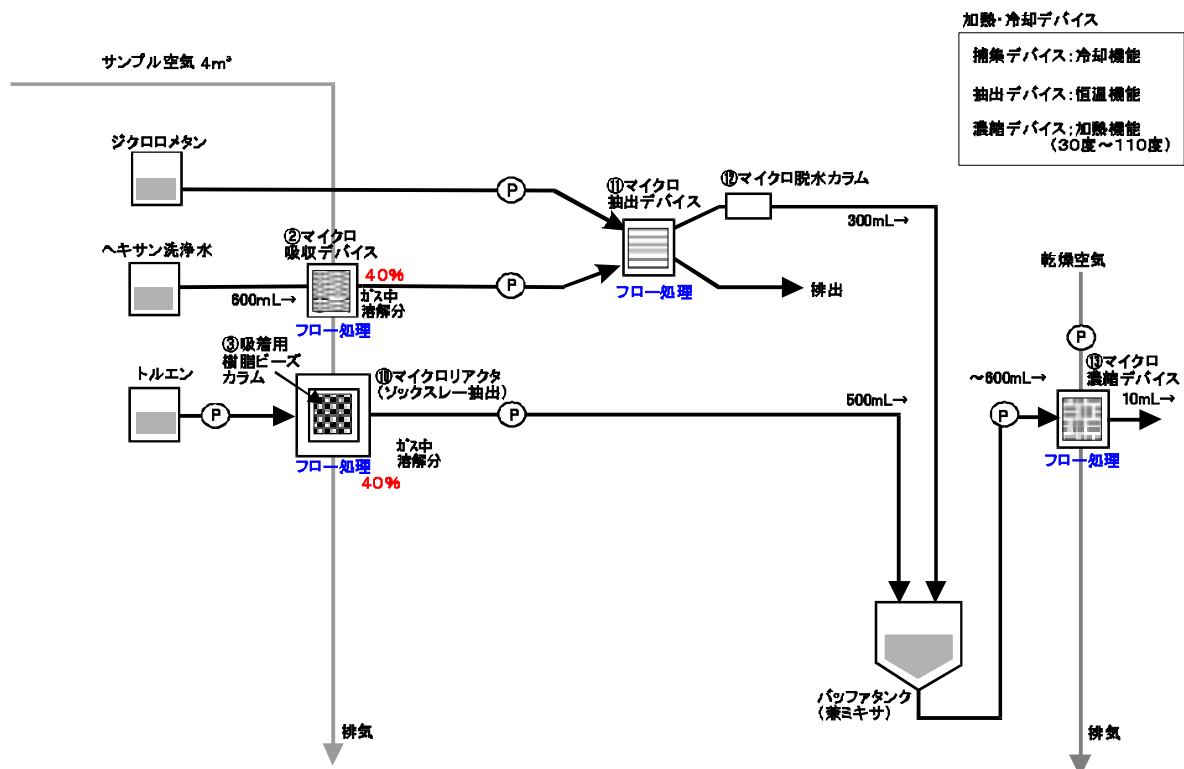 加熱・冷却デバイス
捕集デバイス:冷却機能
抽出デバイス:恒温機能
濃縮デバイス:加熱機能
(30度~110度)
サンプル空気 4m³
ジクロロメタン
P
⑪マイクロ
抽出デバイス
⑫マイクロ脱水カラム
300mL→
ヘキサン洗浄水
600mL→
②マイクロ
吸収デバイス
40%
ガス中
溶解分
フロー処理
P
フロー処理
排出
乾燥空気
P
③吸着用
樹脂ビーズ
カラム
トルエン
P
⑩マイクロリアクタ
(ソックスレー抽出)
P
500mL→
ガス中
溶解分
フロー処理
40%
~600mL→
P
⑬マイクロ
濃縮デバイス
10mL→
フロー処理
バッファタンク
(兼ミキサ)
排気
排気